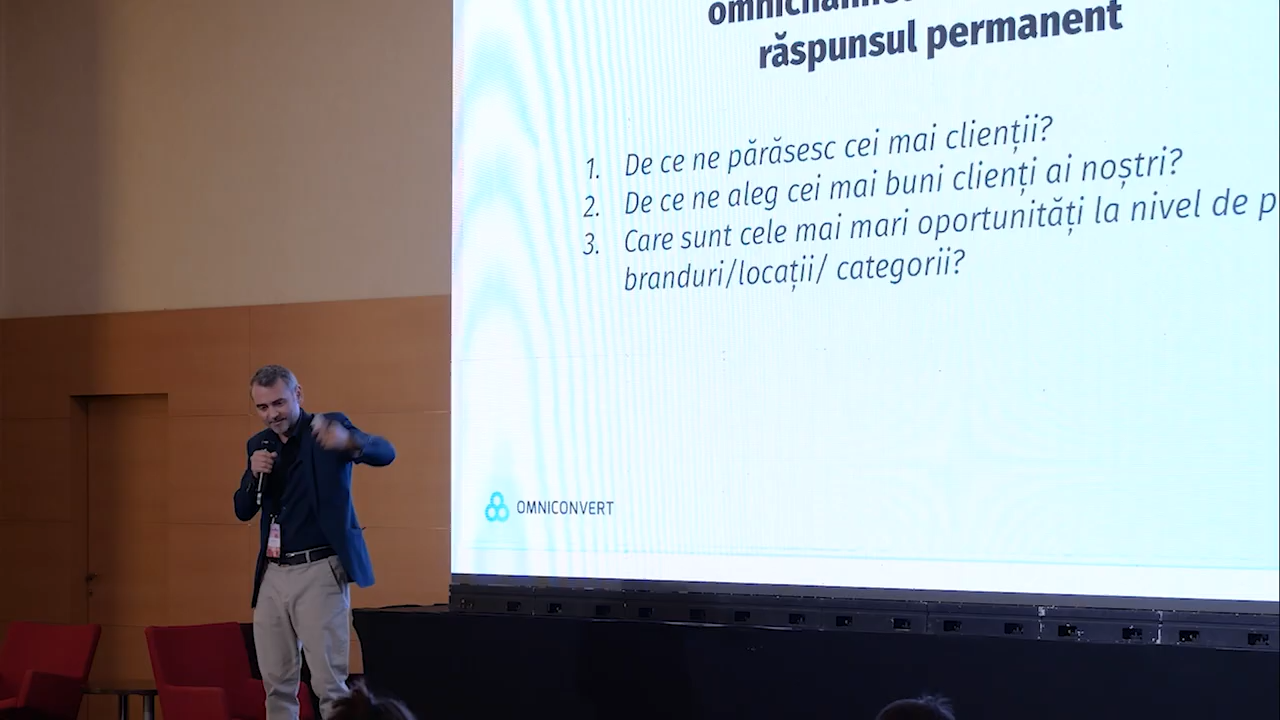 răspunsul permanent
1. De ce ne părăsesc cei mai clienții?
2. De ce ne aleg cei mai buni clienți ai noștri?
3. Care sunt cele mai mari oportunități la nivel de
branduri/locații/ categorii?
OMNICONVERT